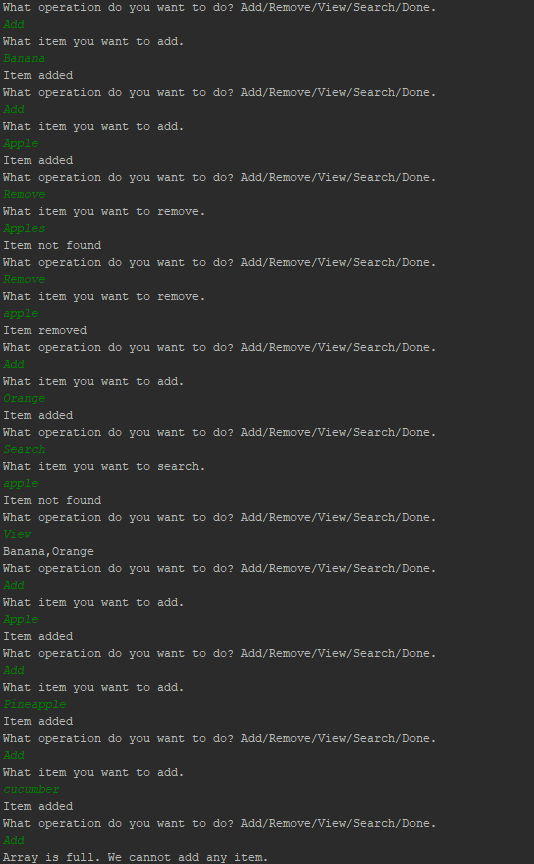 What operation do you want to do? Add/Remove/View/Search/Done.
Add
What item you want to add.
Banana
Item added
What operation do you want to do? Add/Remove/View/Search/Done.
Add
What item you want to add.
Apple
Item added
What operation do you want to do? Add/Remove/View/Search/Done.
Remove
What item you want to remove.
Apples
Item not found
What operation do you want to do? Add/Remove/View/Search/Done.
Remove
What item you want to remove.
apple
Item removed
What operation do you want to do? Add/Remove/View/Search/Done.
Add
What item you want to add.
Orange
Item added
What operation do you want to do? Add/Remove/View/Search/Done.
Search
What item you want to search.
apple
Item not found
What operation do you want to do? Add/Remove/View/Search/Done.
View
Banana,Orange
What operation do you want to do? Add/Remove/View/Search/Done.
Add
What item you want to add.
Apple
Item added
What operation do you want to do? Add/Remove/View/Search/Done.
Add
What item you want to add.
Pineapple
Item added
What operation do you want to do? Add/Remove/View/Search/Done.
Add
What item you want to add.
cucumber
Item added
What operation do you want to do? Add/Remove/View/Search/Done.
Add
Array is full. We cannot add any item.